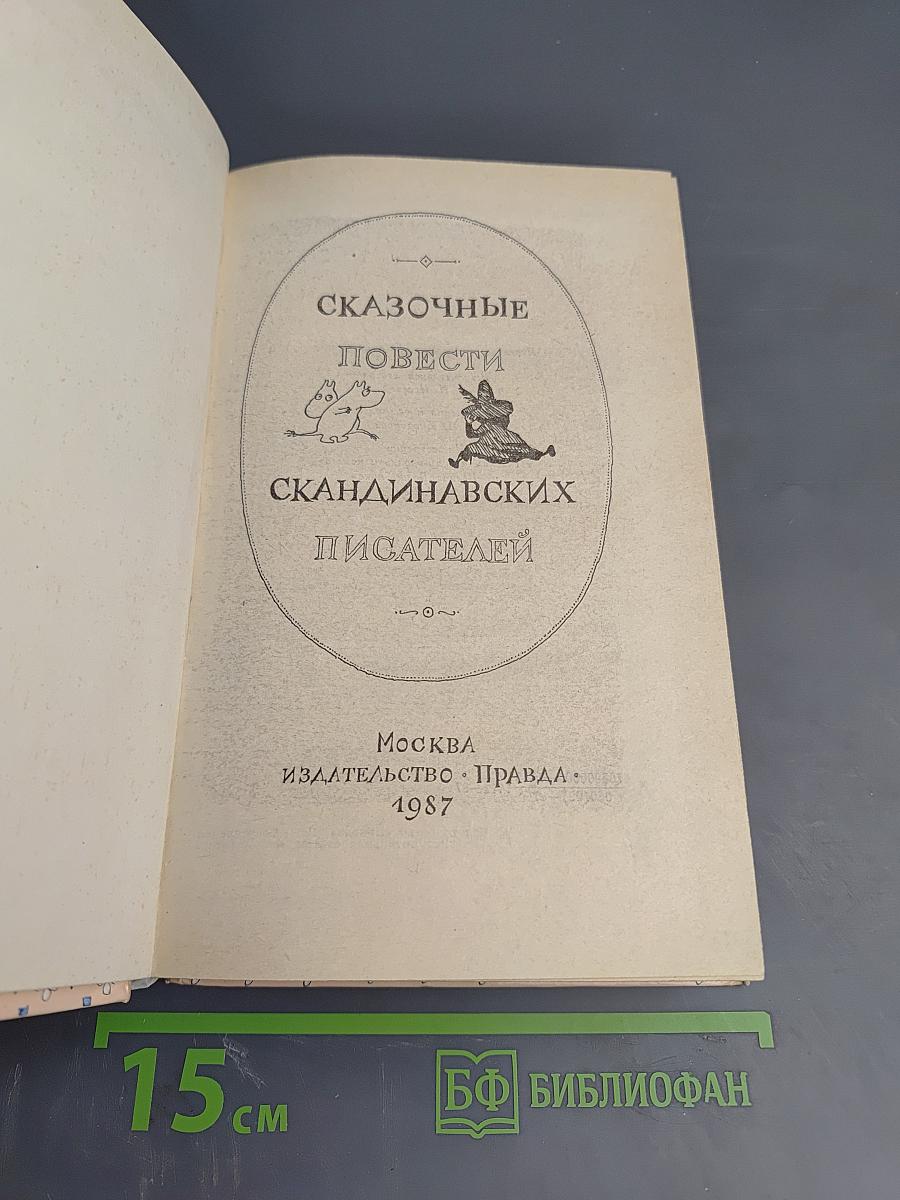 СКАЗОЧНЫЕ
ПОВЕСТИ
СКАНДИНАВСКИХ
ПИСАТЕЛЕЙ
МОСКВА
ИЗДАТЕЛЬСТВО • ПРАВДА •
1987
15 см
БФ БИБЛИОФАН